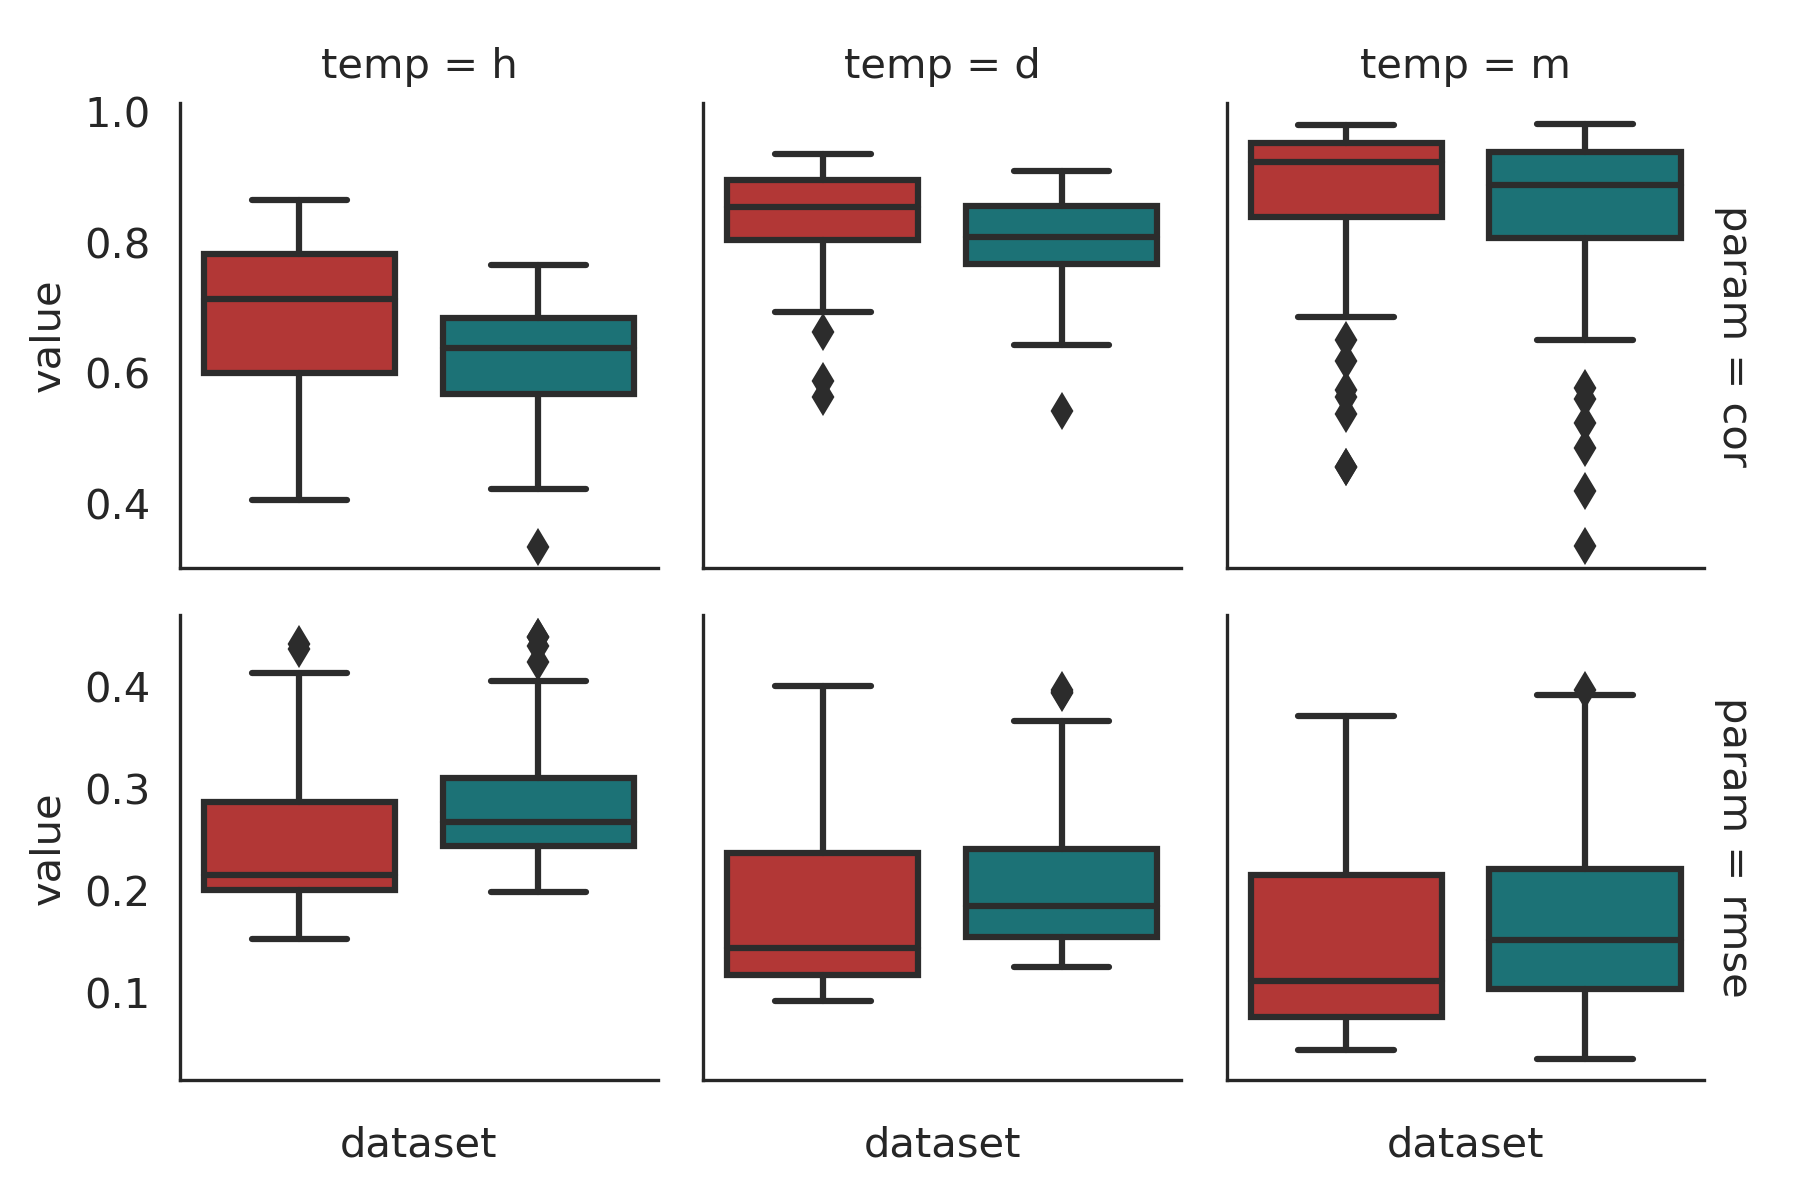 temp = h
temp = d
temp = m
1.0
0.8
0.6
0.4
value
param = cor
0.4
0.3
0.2
0.1
value
param = rmse
dataset
dataset
dataset